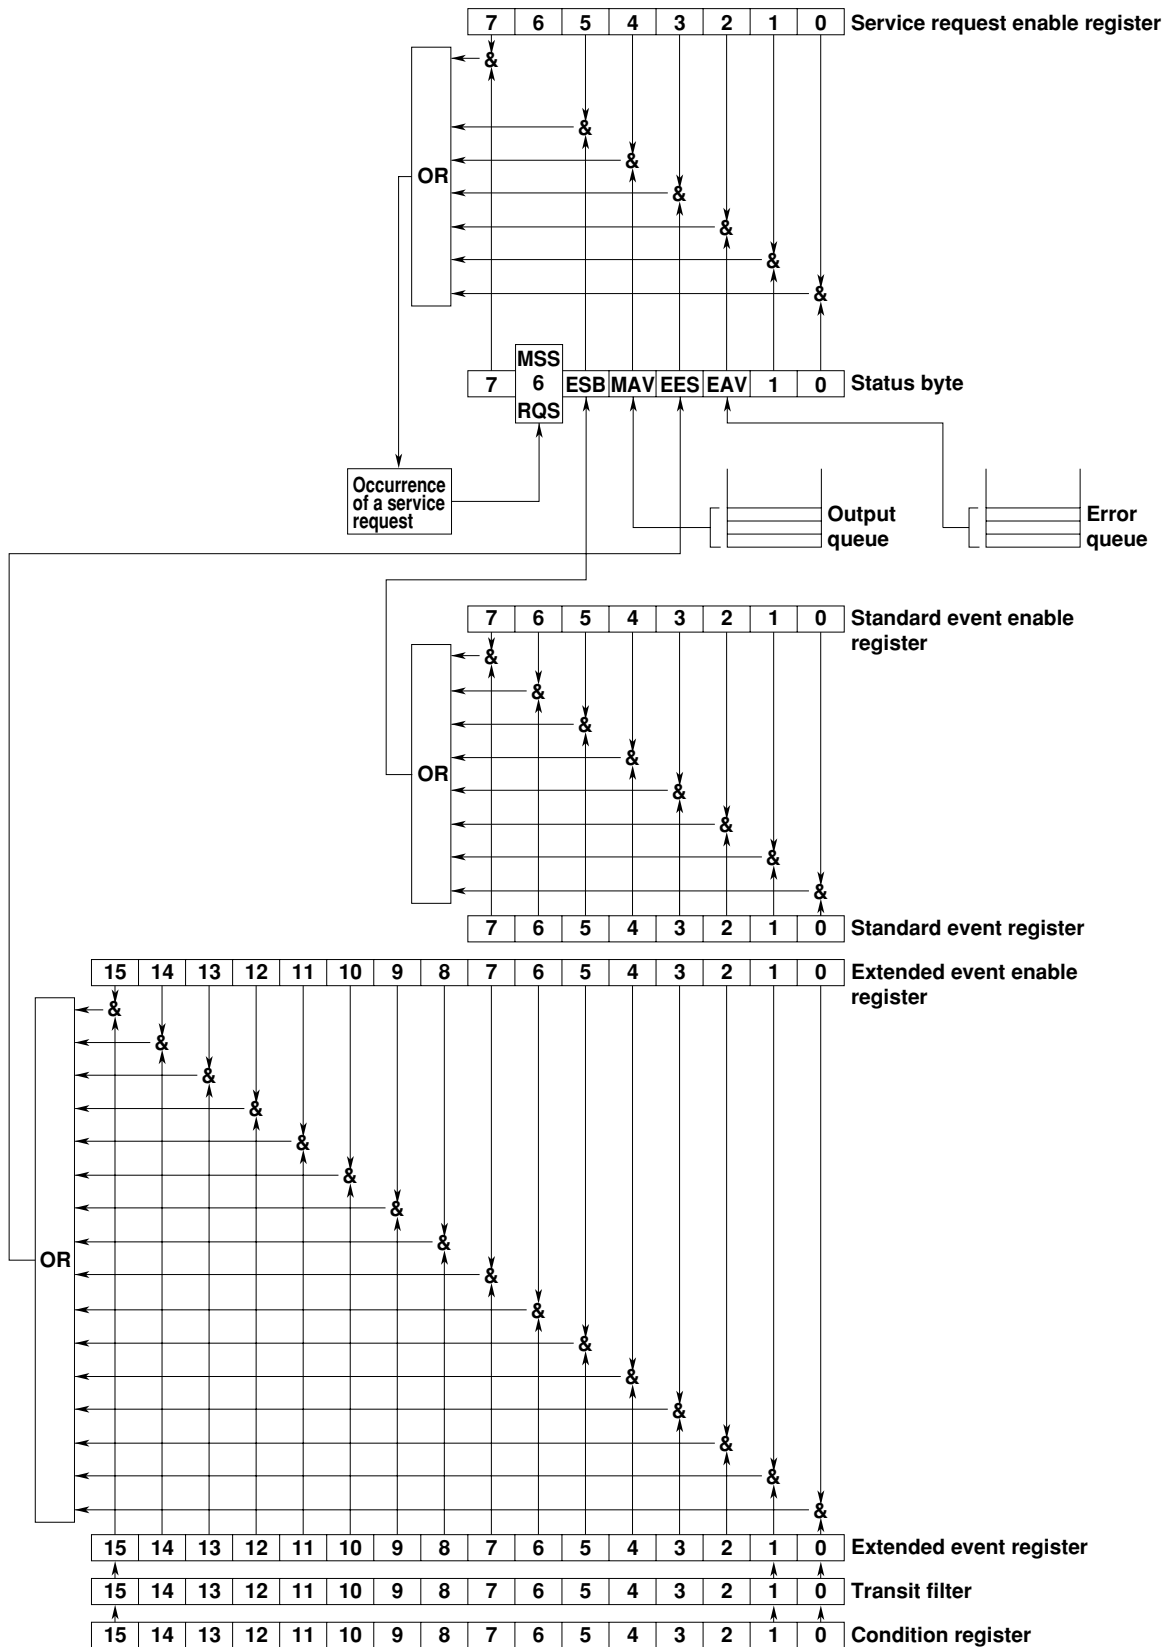 7 6 5 4 3 2 1 0 Service request enable register
&
&
&
OR
&
&
&
&
MSS
7 6 ESB MAV EES EAV 1 0 Status byte
RQS
Occurrence
of a service
request
Output
queue
Error
queue
7 6 5 4 3 2 1 0 Standard event enable
register
&
&
&
&
OR
&
&
&
&
7 6 5 4 3 2 1 0 Standard event register
15 14 13 12 11 10 9 8 7 6 5 4 3 2 1 0 Extended event enable
register
&
&
&
&
&
&
&
&
OR
&
&
&
&
&
&
&
&
15 14 13 12 11 10 9 8 7 6 5 4 3 2 1 0 Extended event register
15 14 13 12 11 10 9 8 7 6 5 4 3 2 1 0 Transit filter
15 14 13 12 11 10 9 8 7 6 5 4 3 2 1 0 Condition register